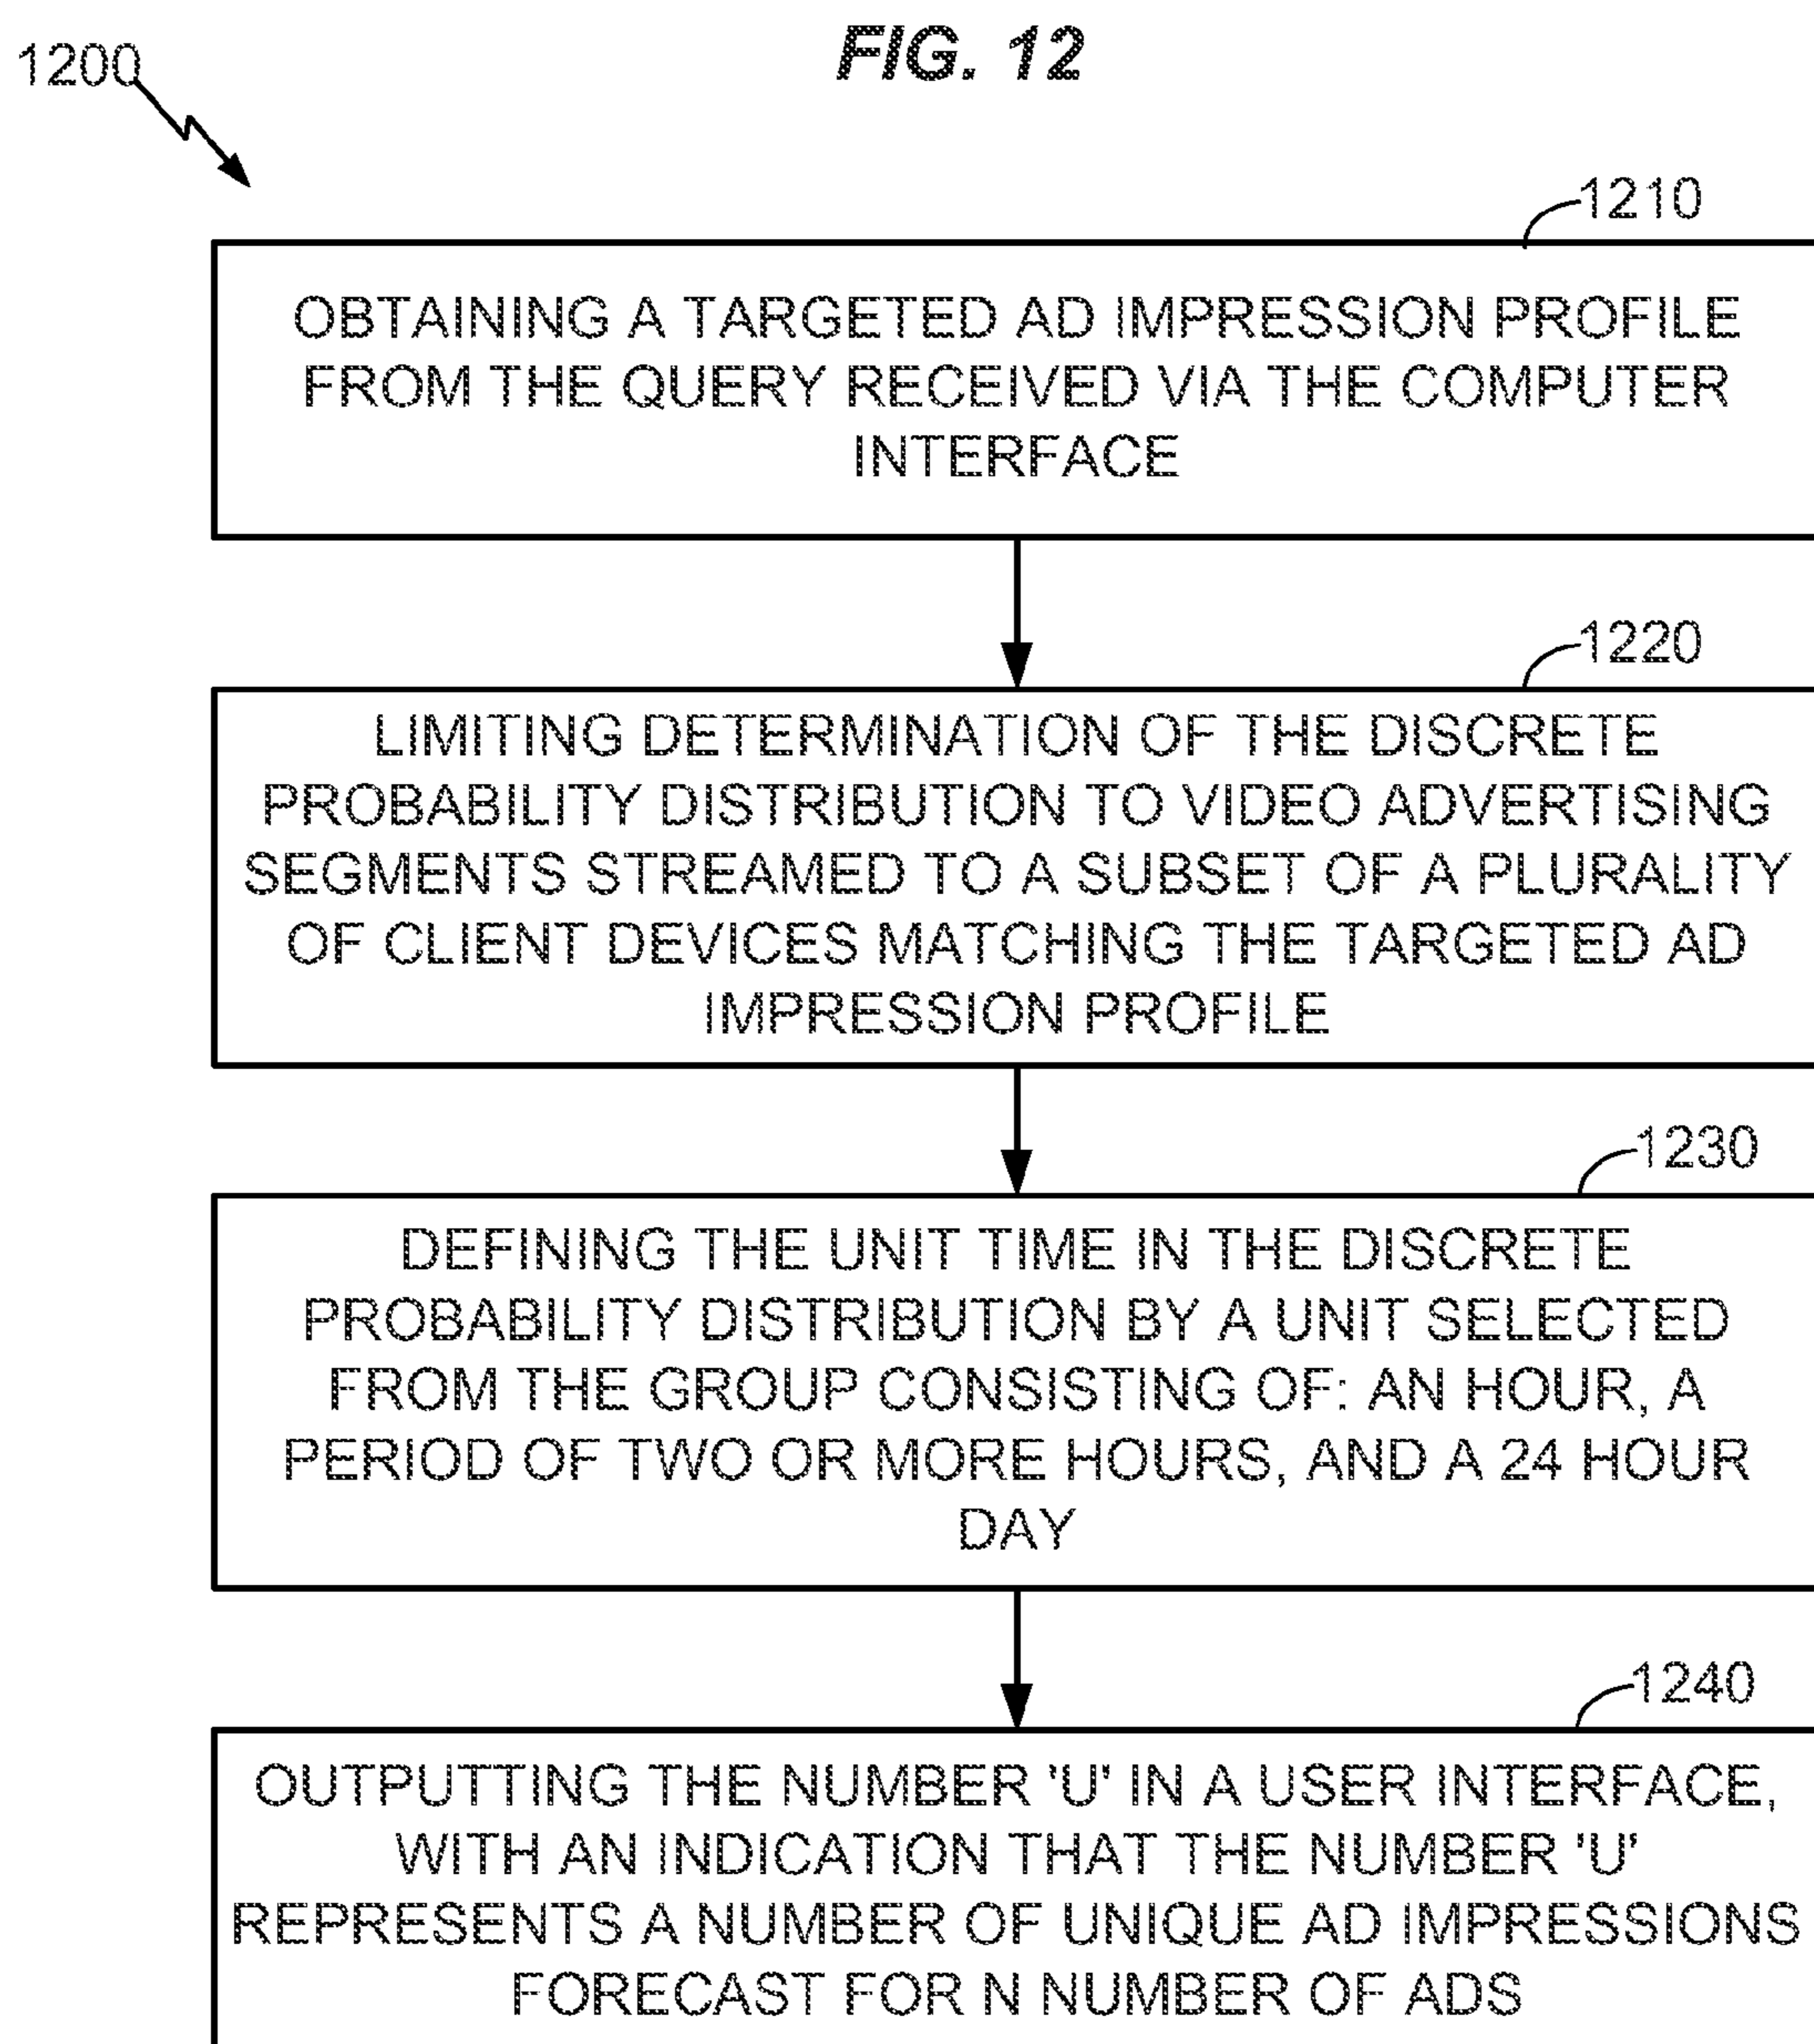 FIG. 12
1200
1210
OBTAINING A TARGETED AD IMPRESSION PROFILE
FROM THE QUERY RECEIVED VIA THE COMPUTER
INTERFACE
1220
LIMITING DETERMINATION OF THE DISCRETE
PROBABILITY DISTRIBUTION TO VIDEO ADVERTISING
SEGMENTS STREAMED TO A SUBSET OF A PLURALITY
OF CLIENT DEVICES MATCHING THE TARGETED AD
IMPRESSION PROFILE
1230
DEFINING THE UNIT TIME IN THE DISCRETE
PROBABILITY DISTRIBUTION BY A UNIT SELECTED
FROM THE GROUP CONSISTING OF: AN HOUR, A
PERIOD OF TWO OR MORE HOURS, AND A 24 HOUR
DAY
1240
OUTPUTTING THE NUMBER 'U' IN A USER INTERFACE,
WITH AN INDICATION THAT THE NUMBER 'U'
REPRESENTS A NUMBER OF UNIQUE AD IMPRESSIONS
FORECAST FOR N NUMBER OF ADS